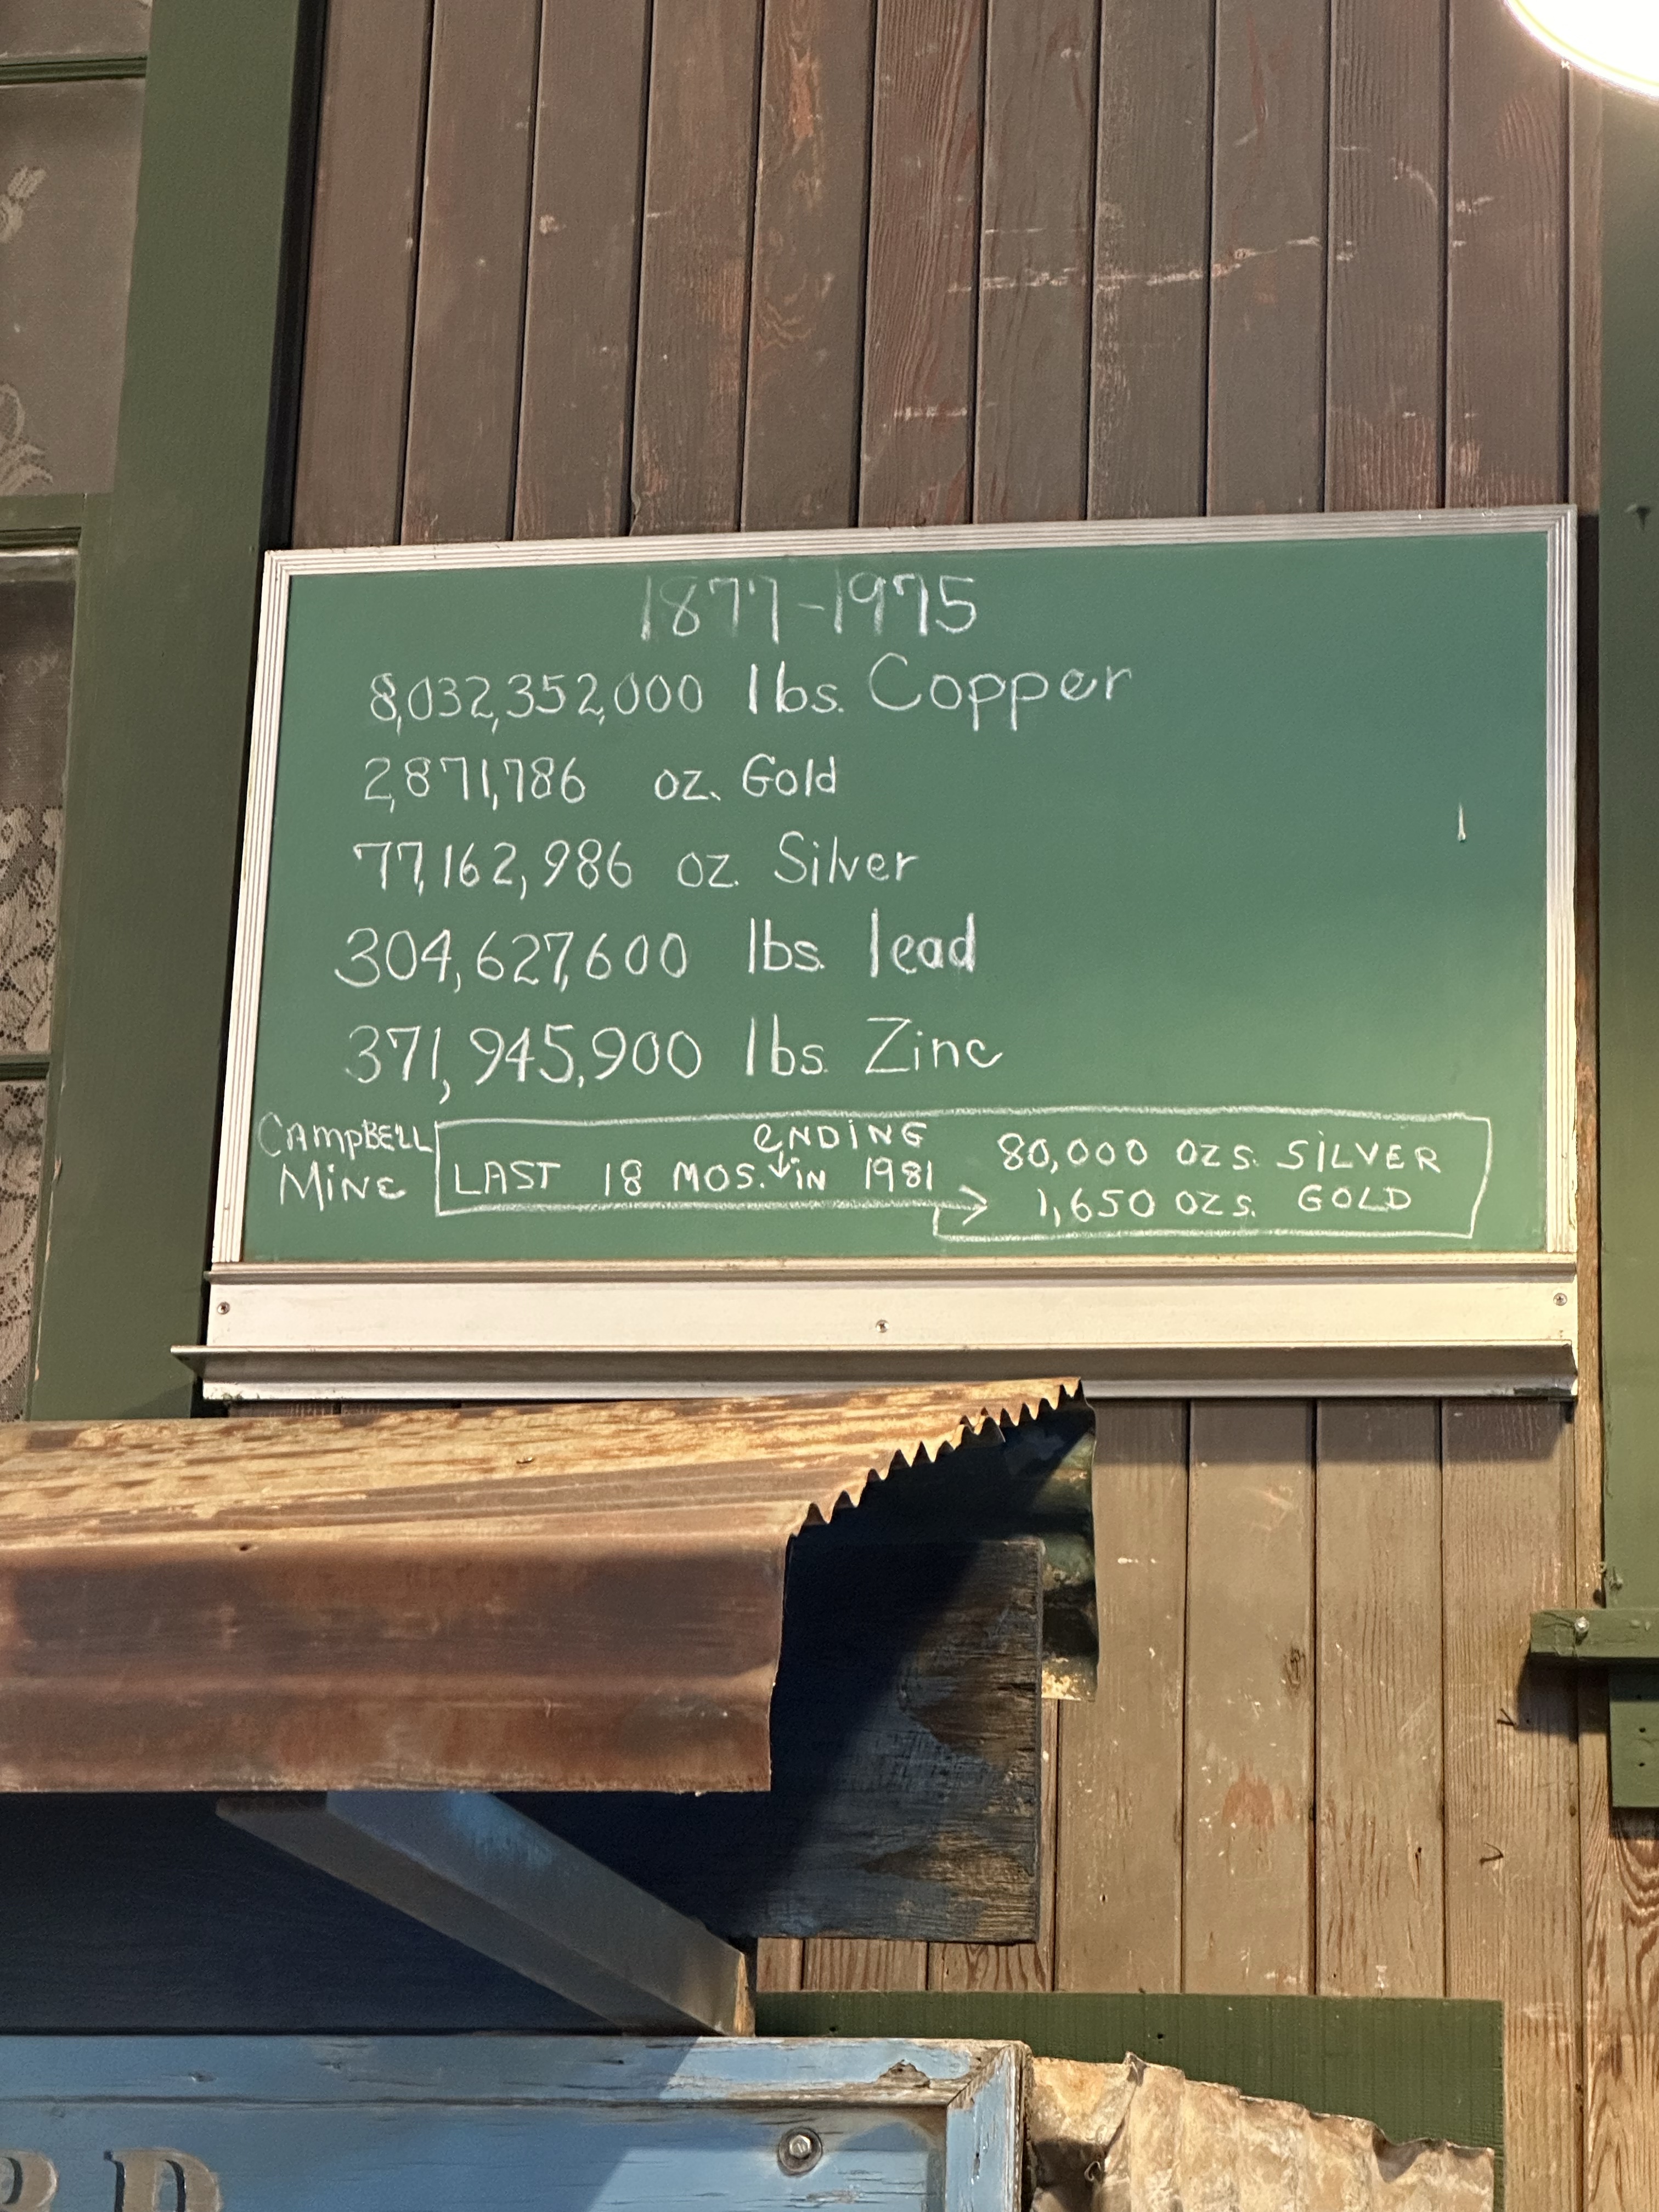 1877-1975
8,032,352,000 lbs. Copper
2,871,786 oz. Gold
77,162,986 oz. Silver
304,627,600 lbs. lead
371,945,900 lbs. Zinc
CAMPBELL MINE
LAST 18 MOS. ENDING IN 1981
80,000 OZS. SILVER
1,650 OZS. GOLD